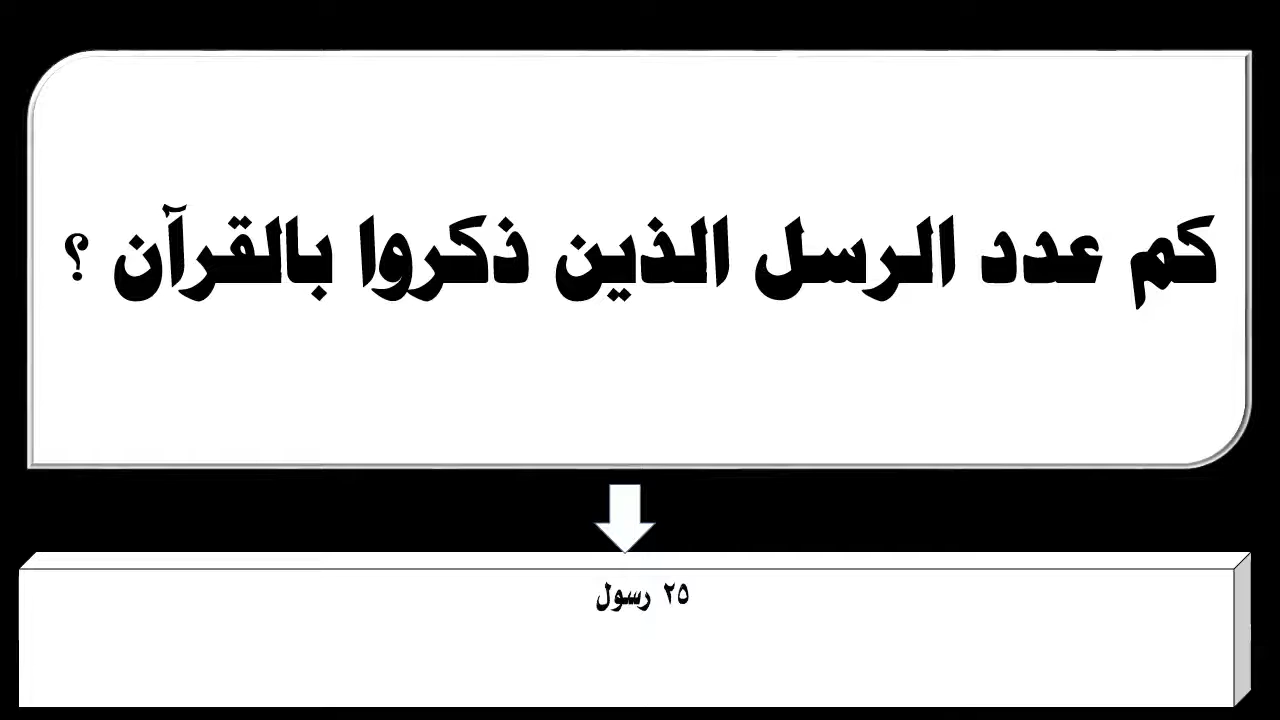 كم عدد الرسل الذين ذكروا بالقرآن ؟
٢٥ رسول